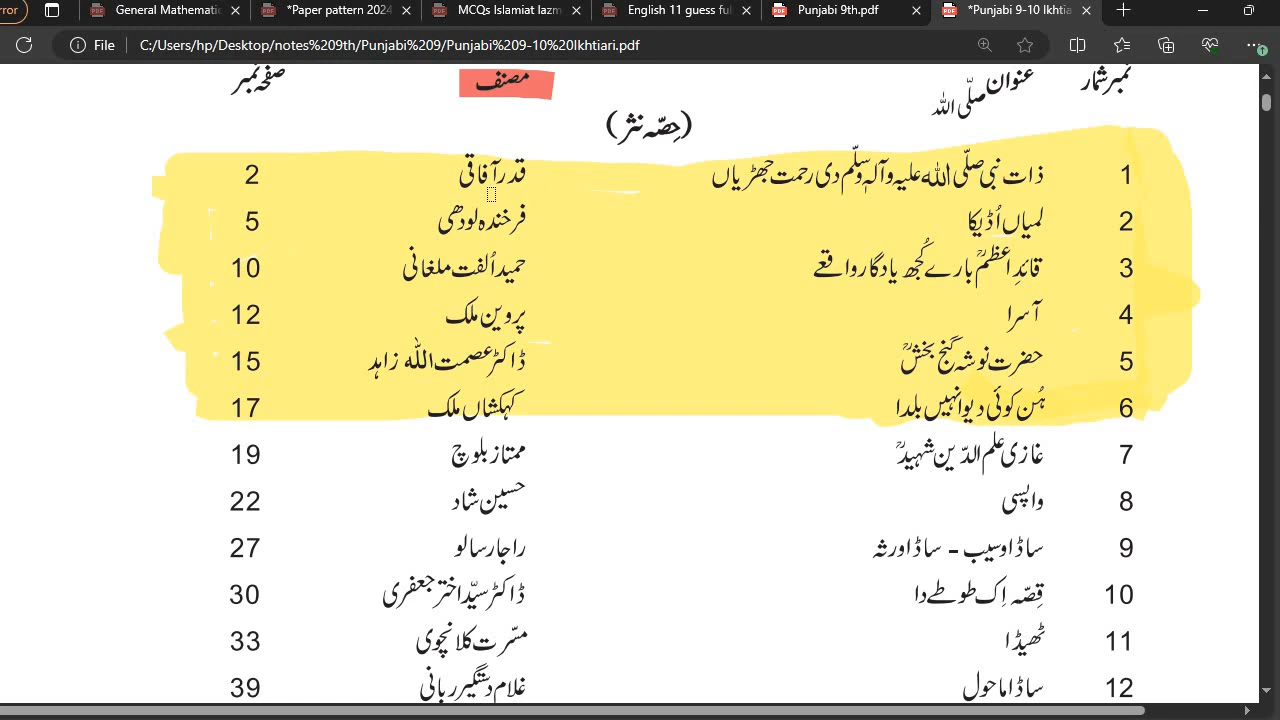 General Mathematic
*Paper pattern 2024
MCQs Islamiat lazm
English 11 guess ful
Punjabi 9th.pdf
*Punjabi 9-10 Ikhtia
File C:/Users/hp/Desktop/notes%209th/Punjabi%209/Punjabi%209-10%20Ikhtiari.pdf
نمبر شمار عنوان مصنف صفحہ نمبر
صلّی اللہ
(حِصّہ نثر)
1 ذات نبی صلّی اللہ علیہ وآلہٖ وسلّم دی رحمت جھڑیاں قدر آفاقی 2
2 لمیاں اُڈیکا فرخندہ لودھی 5
3 قائدِاعظمؒ بارے کُجھ یادگار واقعے حمید اُلفت ملغانی 10
4 آسرا پروین ملک 12
5 حضرت نوشہ گنج بخشؒ ڈاکٹر عصمت اللہ زاہد 15
6 ہُن کوئی دیوا نہیں بلدا کہکشاں ملک 17
7 غازی علم الدّین شہیدؒ ممتاز بلوچ 19
8 واپسی حسین شاد 22
9 ساڈا وسیب - ساڈا ورثہ راجا رسالو 27
10 قِصّہ اِک طوطے دا ڈاکٹر سیّد اختر جعفری 30
11 ٹھیڈا مسّرت کلانچوی 33
12 ساڈا ماحول غلام دستگیر ربانی 39